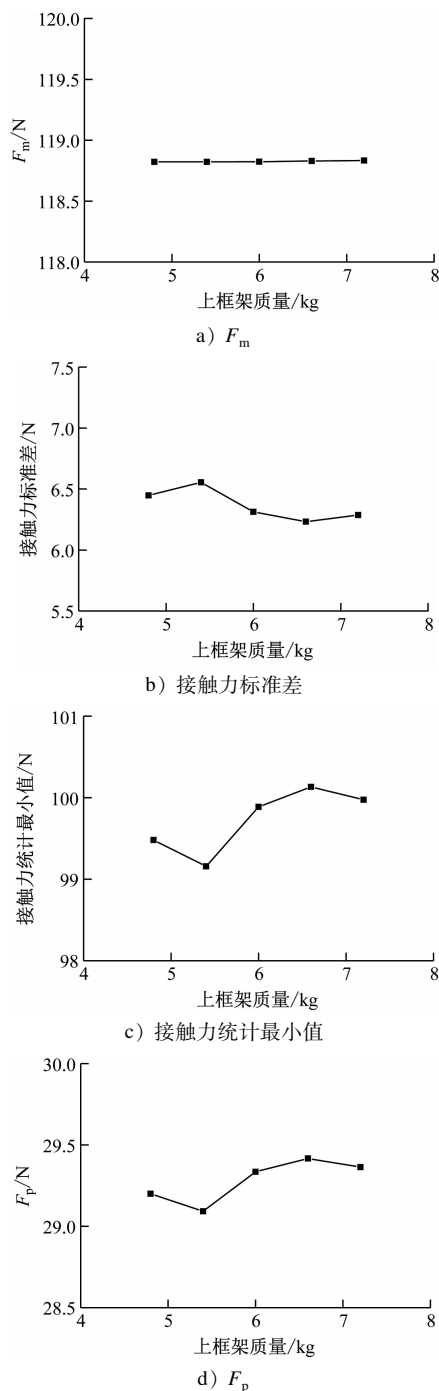 120.0
119.5
119.0
118.5
118.0
Fm/N
4 5 6 7 8
上框架质量/kg
a) Fm
7.5
7.0
6.5
6.0
5.5
接触力标准差/N
4 5 6 7 8
上框架质量/kg
b) 接触力标准差
101
100
99
98
接触力统计最小值/N
4 5 6 7 8
上框架质量/kg
c) 接触力统计最小值
30.0
29.5
29.0
28.5
Fp/N
4 5 6 7 8
上框架质量/kg
d) Fp